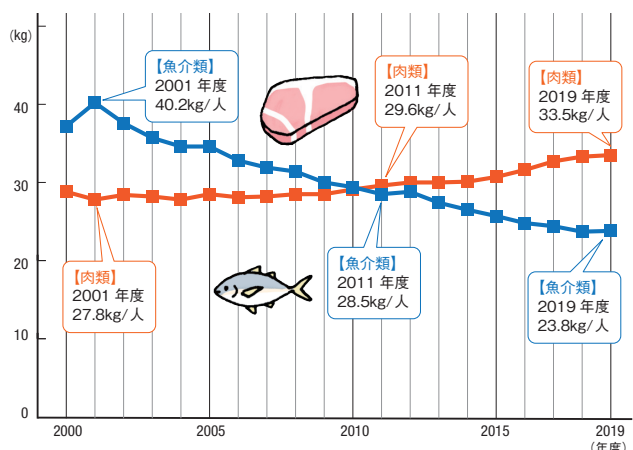 (kg)
40
30
20
10
0
【魚介類】
2001 年度
40.2kg/人
【肉類】
2011 年度
29.6kg/人
【肉類】
2019 年度
33.5kg/人
【肉類】
2001 年度
27.8kg/人
【魚介類】
2011 年度
28.5kg/人
【魚介類】
2019 年度
23.8kg/人
2000
2005
2010
2015
2019
(年度)